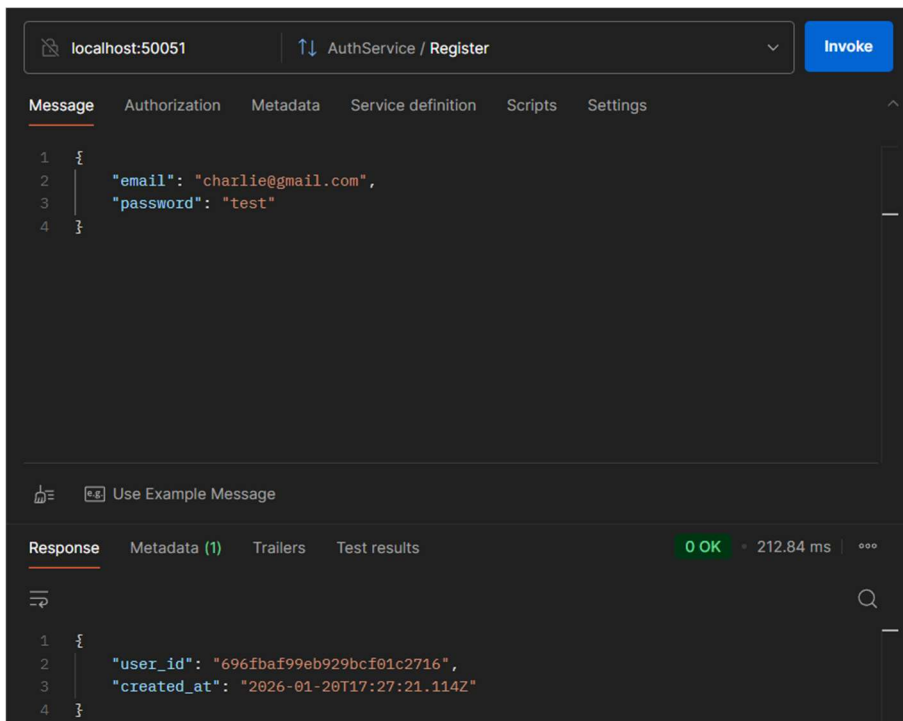 localhost:50051 AuthService / Register Invoke
Message Authorization Metadata Service definition Scripts Settings
1 {
2 "email": "charlie@gmail.com",
3 "password": "test"
4 }
e.g. Use Example Message
Response Metadata (1) Trailers Test results 0 OK 212.84 ms
1 {
2 "user_id": "696fbaf99eb929bcf01c2716",
3 "created_at": "2026-01-20T17:27:21.114Z"
4 }